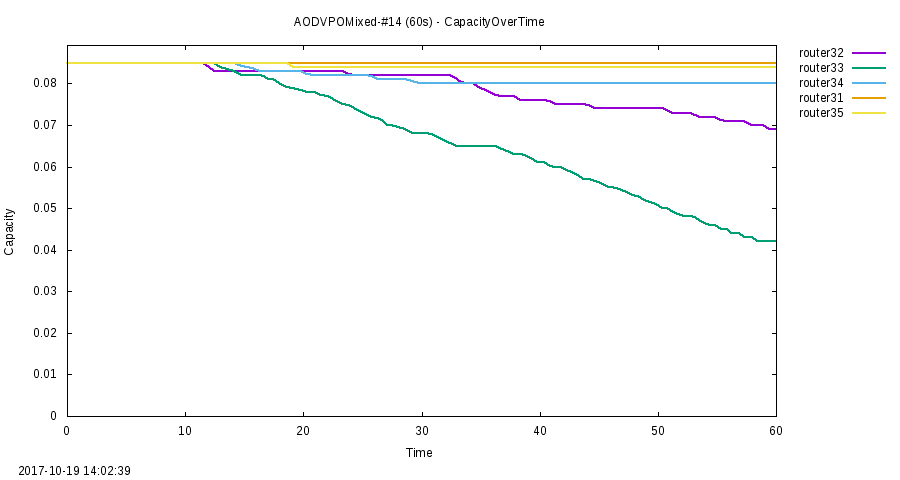 AODVPOMixed-#14 (60s) - CapacityOverTime
router32
router33
router34
router31
router35
0.08
0.07
0.06
0.05
0.04
0.03
0.02
0.01
0
Capacity
0 10 20 30 40 50 60
Time
2017-10-19 14:02:39